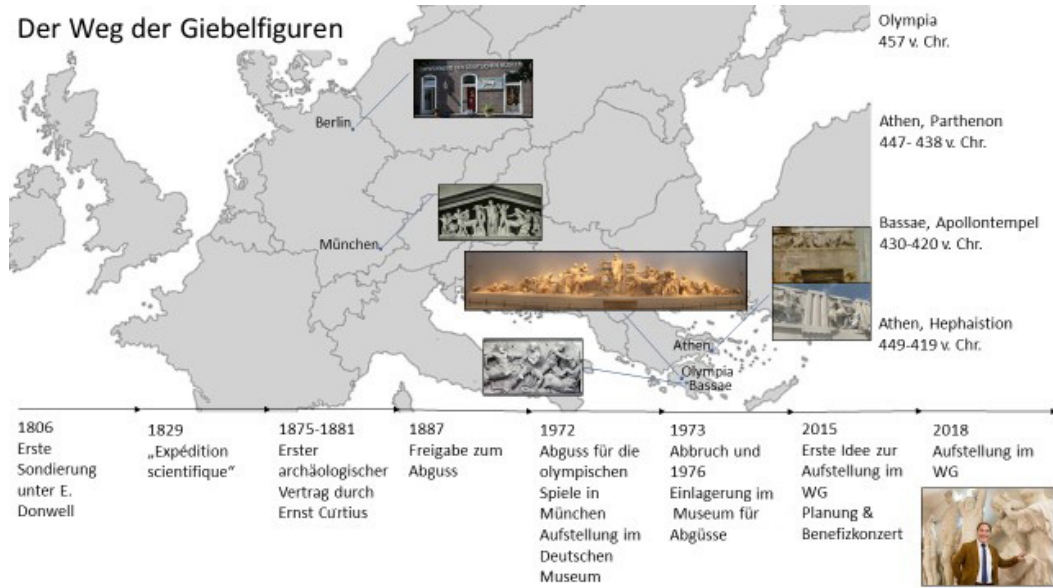 Der Weg der Giebelfiguren
Olympia
457 v. Chr.
Athen, Parthenon
447- 438 v. Chr.
Bassae, Apollontempel
430-420 v. Chr.
Athen, Hephaistion
449-419 v. Chr.
Berlin
München
Athen
Olympia
Bassae
1806
Erste
Sondierung
unter E.
Donwell
1829
„Expédition
scientifique“
1875-1881
Erster
archäologischer
Vertrag durch
Ernst Curtius
1887
Freigabe zum
Abguss
1972
Abguss für die
olympischen
Spiele in
München
Aufstellung im
Deutschen
Museum
1973
Abbruch und
1976
Einlagerung im
Museum für
Abgüsse
2015
Erste Idee zur
Aufstellung im
WG
Planung &
Benefizkonzert
2018
Aufstellung im
WG